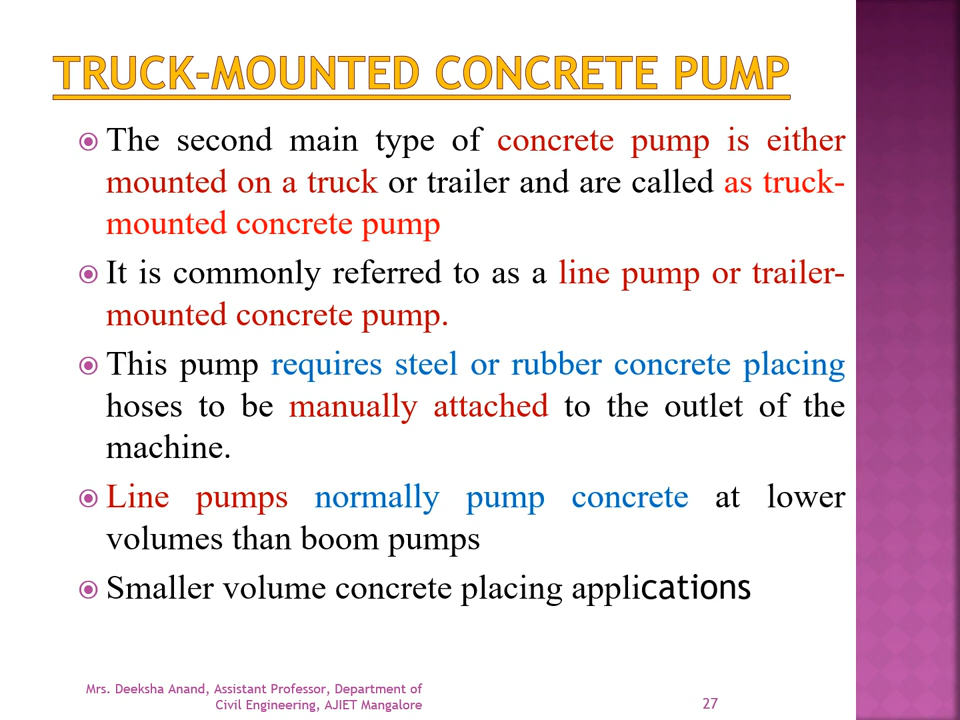 TRUCK-MOUNTED CONCRETE PUMP
The second main type of concrete pump is either
mounted on a truck or trailer and are called as truck-
mounted concrete pump
It is commonly referred to as a line pump or trailer-
mounted concrete pump.
This pump requires steel or rubber concrete placing
hoses to be manually attached to the outlet of the
machine.
Line pumps normally pump concrete at lower
volumes than boom pumps
Smaller volume concrete placing applications
Mrs. Deeksha Anand, Assistant Professor, Department of
Civil Engineering, AJIET Mangalore
27